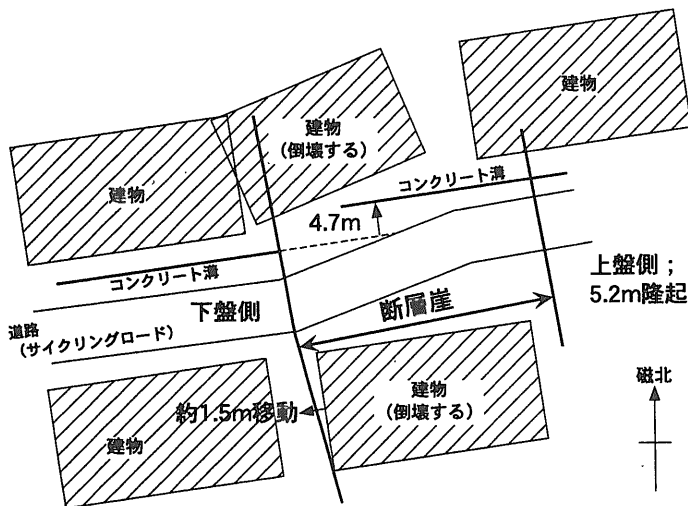 建物
建物
(倒壊する)
建物
コンクリート溝
4.7m
コンクリート溝
上盤側;
5.2m隆起
下盤側
断層崖
道路
(サイクリングロード)
磁北
建物
(倒壊する)
約1.5m移動
建物